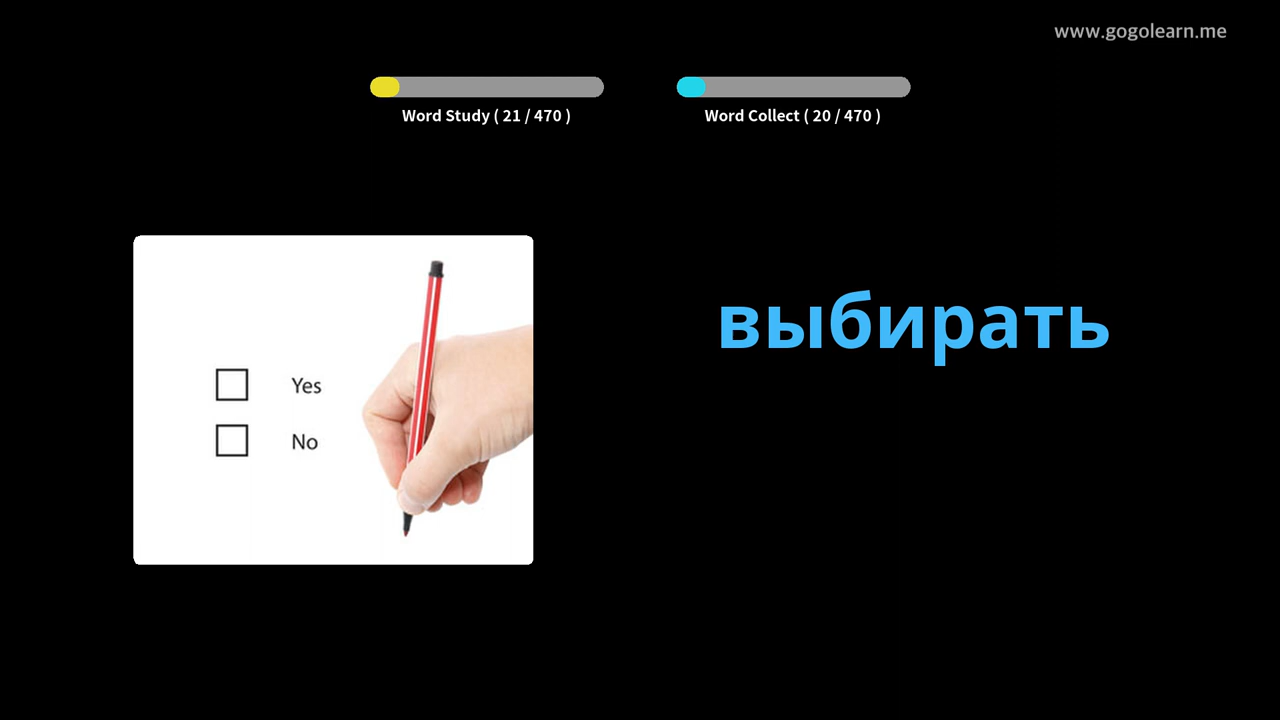 www.gogolearn.me
Word Study ( 21 / 470 )
Word Collect ( 20 / 470 )
выбирать
Yes
No